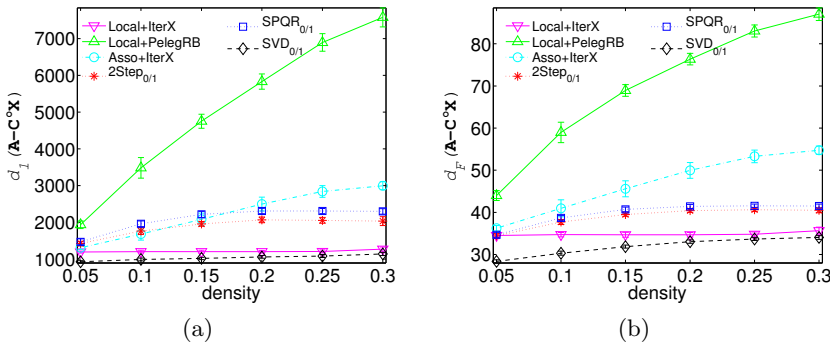 7000
6000
5000
4000
3000
2000
1000
d₁ (A−C°X)
Local+IterX
Local+PelegRB
Asso+IterX
2Step₀/₁
SPQR₀/₁
SVD₀/₁
0.05 0.1 0.15 0.2 0.25 0.3
density
(a)
80
70
60
50
40
30
d_F (A−C°X)
Local+IterX
Local+PelegRB
Asso+IterX
2Step₀/₁
SPQR₀/₁
SVD₀/₁
0.05 0.1 0.15 0.2 0.25 0.3
density
(b)